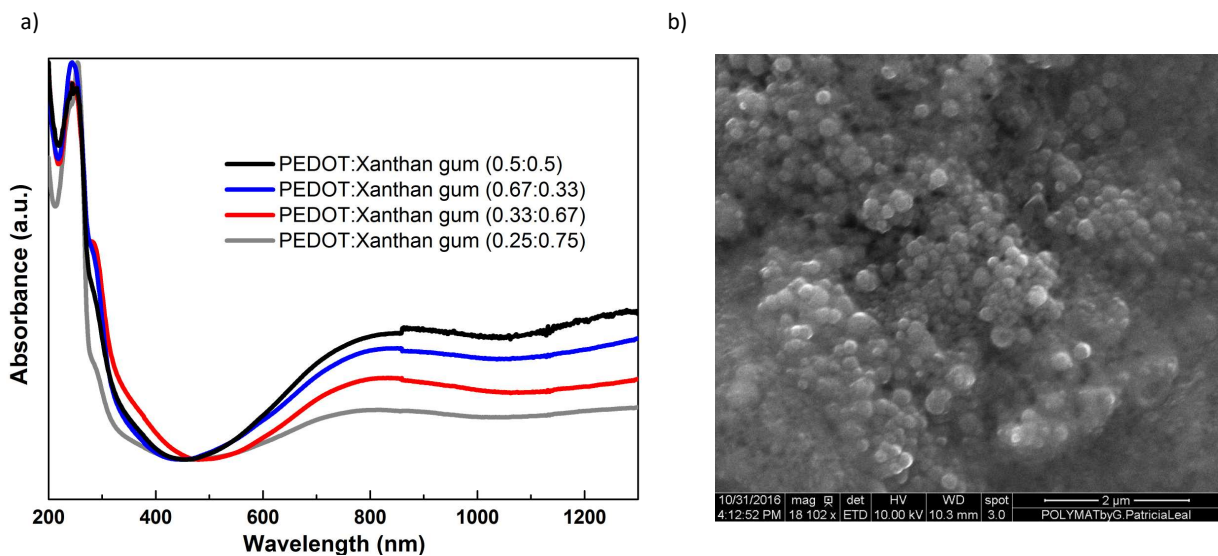 a)
b)
Absorbance (a.u.)
PEDOT:Xanthan gum (0.5:0.5)
PEDOT:Xanthan gum (0.67:0.33)
PEDOT:Xanthan gum (0.33:0.67)
PEDOT:Xanthan gum (0.25:0.75)
200 400 600 800 1000 1200
Wavelength (nm)
10/31/2016 mag det HV WD spot 2 µm
4:12:52 PM 18 102 x ETD 10.00 kV 10.3 mm 3.0 POLYMATbyG.PatriciaLeal